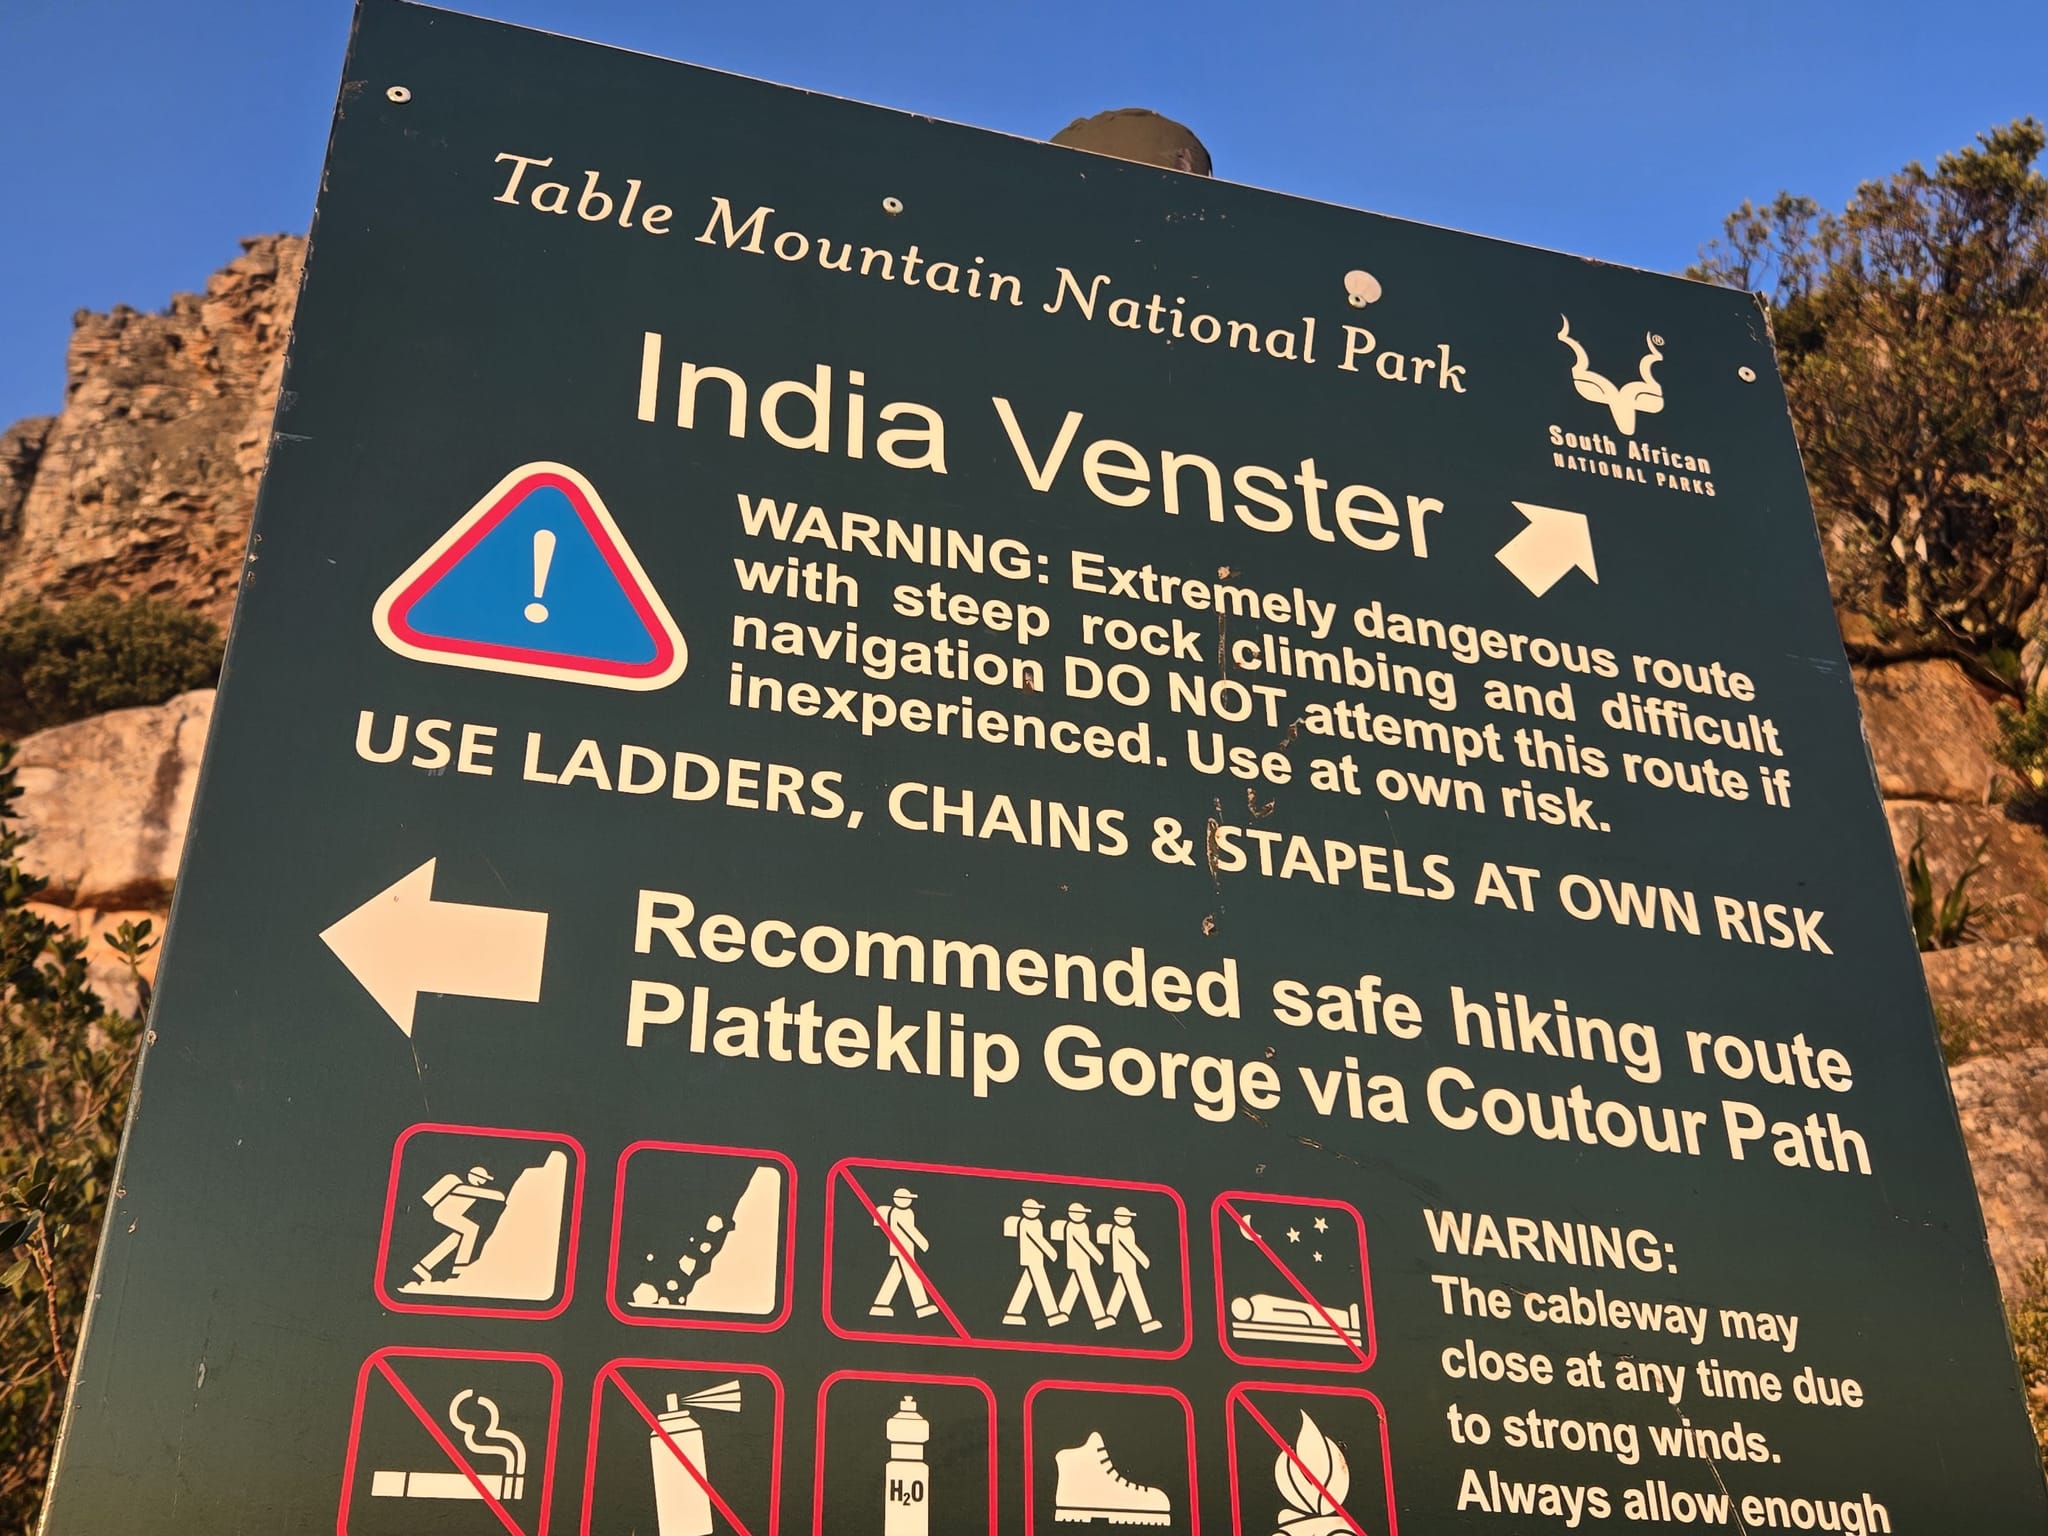 Table Mountain National Park
®
South African
NATIONAL PARKS
India Venster
WARNING: Extremely dangerous route
with steep rock climbing and difficult
navigation DO NOT attempt this route if
inexperienced. Use at own risk.
USE LADDERS, CHAINS & STAPELS AT OWN RISK
Recommended safe hiking route
Platteklip Gorge via Coutour Path
WARNING:
The cableway may
close at any time due
to strong winds.
Always allow enough
H₂O